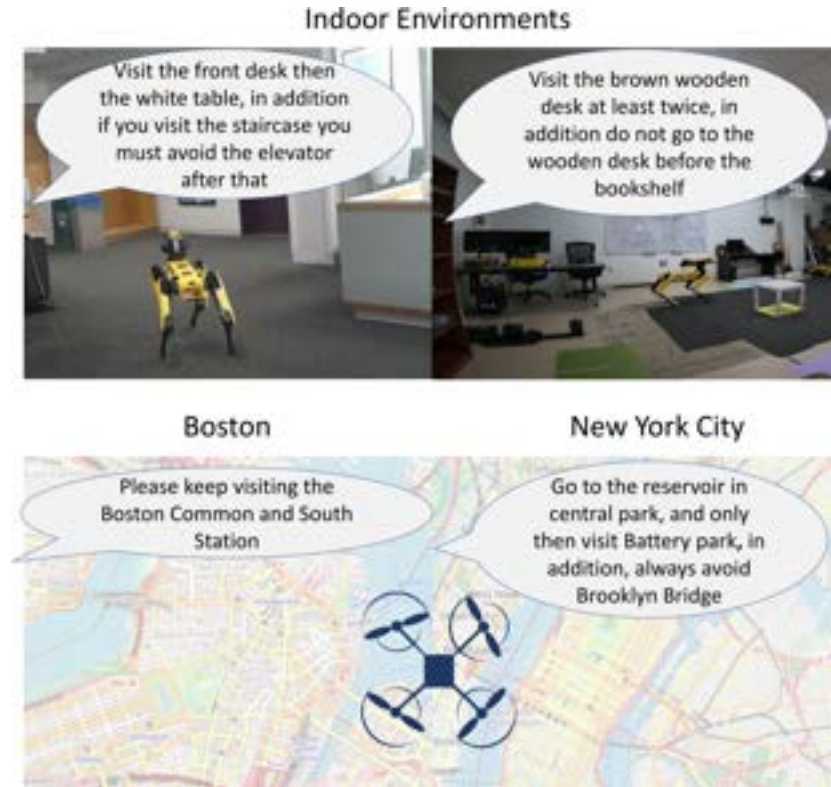 Indoor Environments
Visit the front desk then
the white table, in addition
if you visit the staircase you
must avoid the elevator
after that
Visit the brown wooden
desk at least twice, in
addition do not go to the
wooden desk before the
bookshelf
Boston
New York City
Please keep visiting the
Boston Common and South
Station
Go to the reservoir in
central park, and only
then visit Battery park, in
addition, always avoid
Brooklyn Bridge